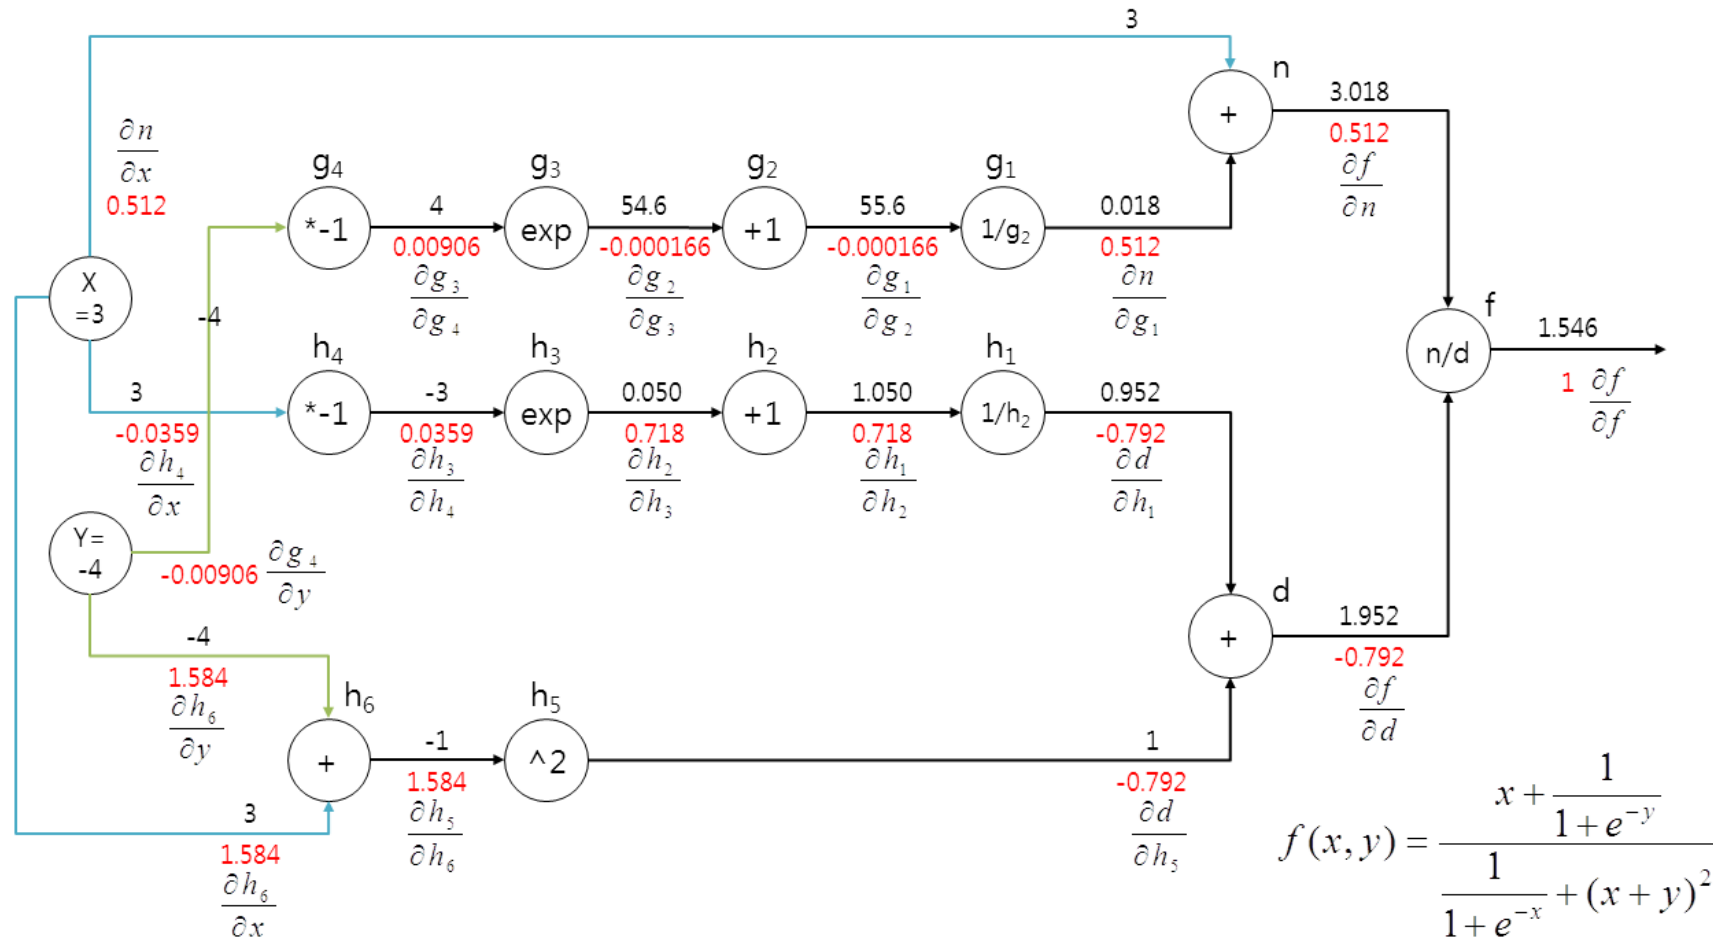 3
n
+
3.018
0.512
∂f
∂n
∂n
∂x
0.512
g4
*-1
4
0.00906
∂g3
∂g4
g3
exp
54.6
-0.000166
∂g2
∂g3
g2
+1
55.6
-0.000166
∂g1
∂g2
g1
1/g2
0.018
0.512
∂n
∂g1
X
=3
-4
f
n/d
1.546
1
∂f
∂f
3
-0.0359
∂h4
∂x
h4
*-1
-3
0.0359
∂h3
∂h4
h3
exp
0.050
0.718
∂h2
∂h3
h2
+1
1.050
0.718
∂h1
∂h2
h1
1/h2
0.952
-0.792
∂d
∂h1
Y=
-4
-0.00906
∂g4
∂y
-4
1.584
∂h6
∂y
d
+
1.952
-0.792
∂f
∂d
h6
+
-1
1.584
∂h5
∂h6
h5
^2
1
-0.792
∂d
∂h5
3
1.584
∂h6
∂x
x + 1
1 + e^-y
f(x, y) =
1
1 + e^-x + (x + y)^2